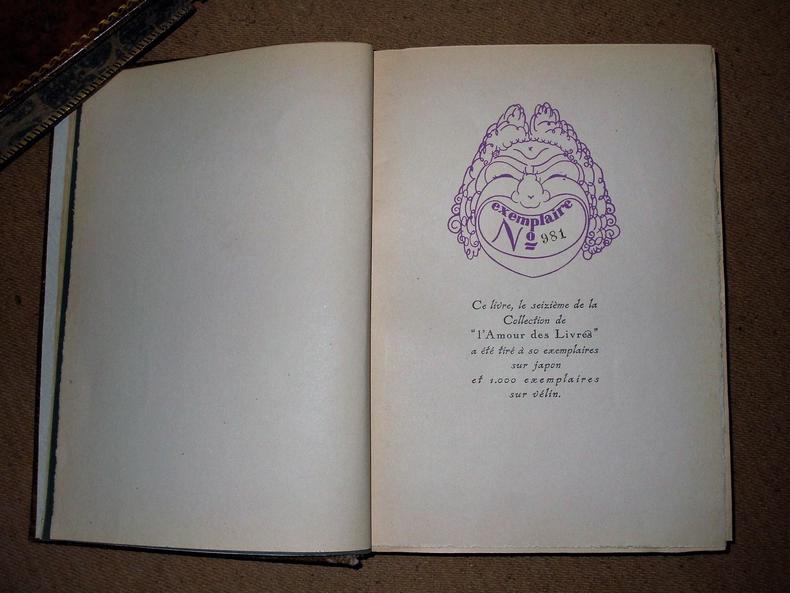 exemplaire
Nº 981
Ce livre, le seizième de la
Collection de
"l'Amour des Livres"
a été tiré à 50 exemplaires
sur japon
et 1.000 exemplaires
sur vélin.